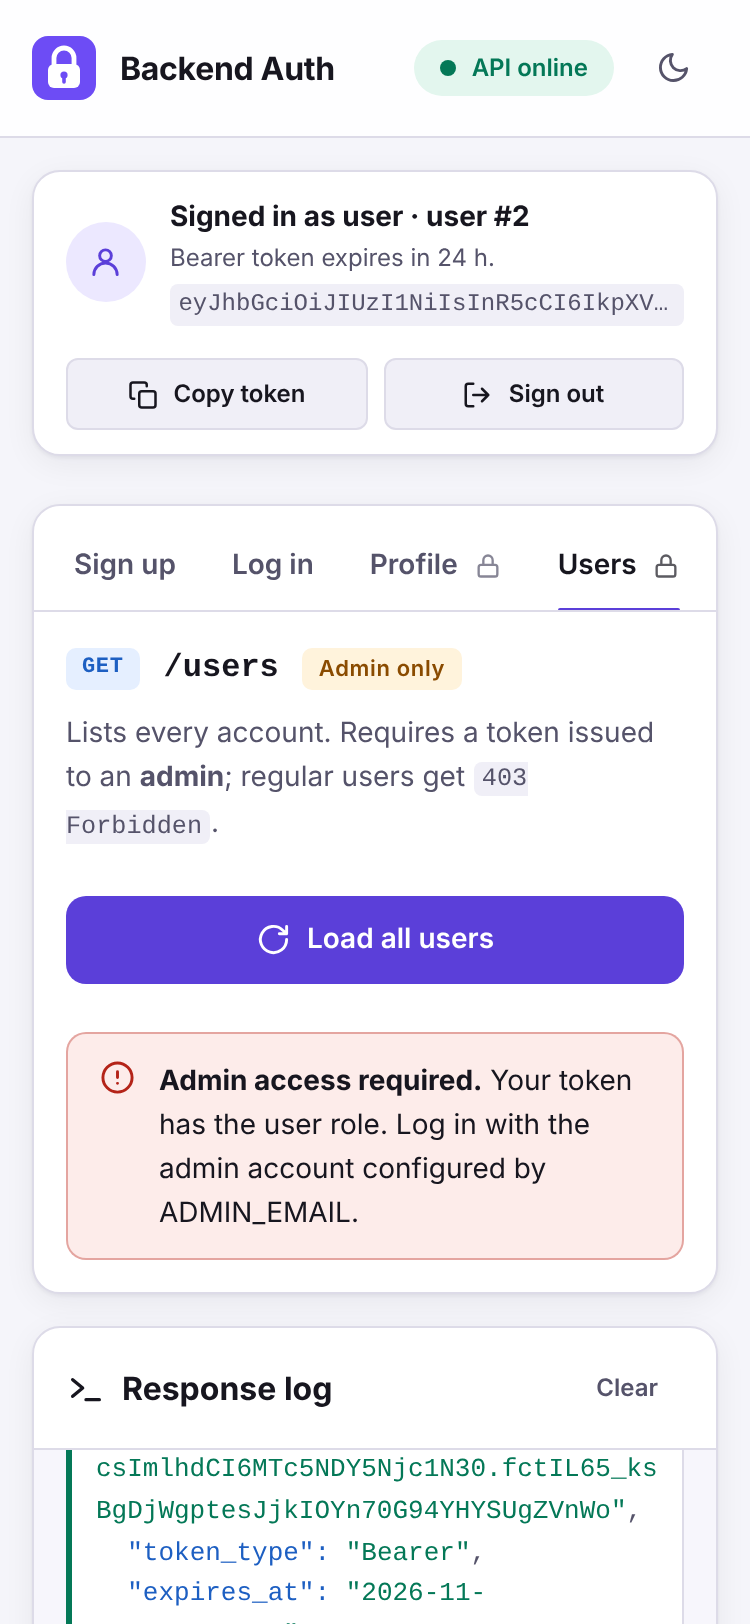 Backend Auth
API online
Signed in as user · user #2
Bearer token expires in 24 h.
eyJhbGciOiJIUzI1NiIsInR5cCI6IkpXV…
Copy token
Sign out
Sign up
Log in
Profile
Users
GET /users Admin only
Lists every account. Requires a token issued
to an admin; regular users get 403
Forbidden.
Load all users
Admin access required. Your token
has the user role. Log in with the
admin account configured by
ADMIN_EMAIL.
Response log
Clear
csImlhdCI6MTc5NDY5Njc1N30.fctIL65_ks
BgDjWgptesJjkIOYn70G94YHYSUgZVnWo",
"token_type": "Bearer",
"expires_at": "2026-11-